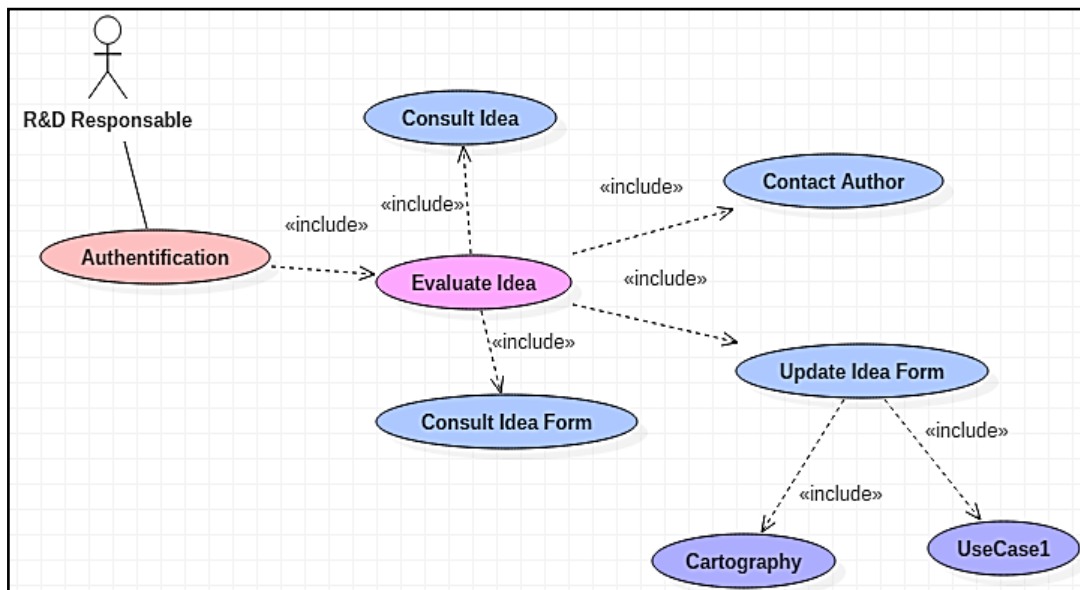 R&D Responsable
Consult Idea
Contact Author
«include»
«include»
«include»
Authentification
Evaluate Idea
«include»
«include»
Update Idea Form
Consult Idea Form
«include»
«include»
Cartography
UseCase1